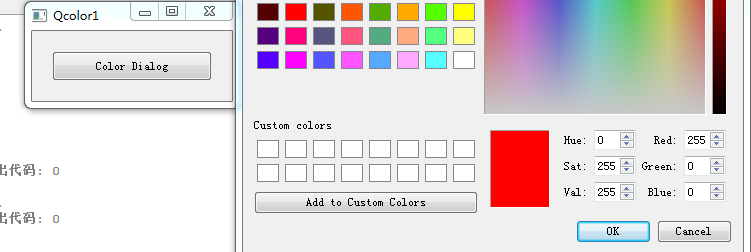 Qcolor1
Color Dialog
出代码: 0
出代码: 0
Custom colors
Add to Custom Colors
Hue: 0 Red: 255
Sat: 255 Green: 0
Val: 255 Blue: 0
OK Cancel